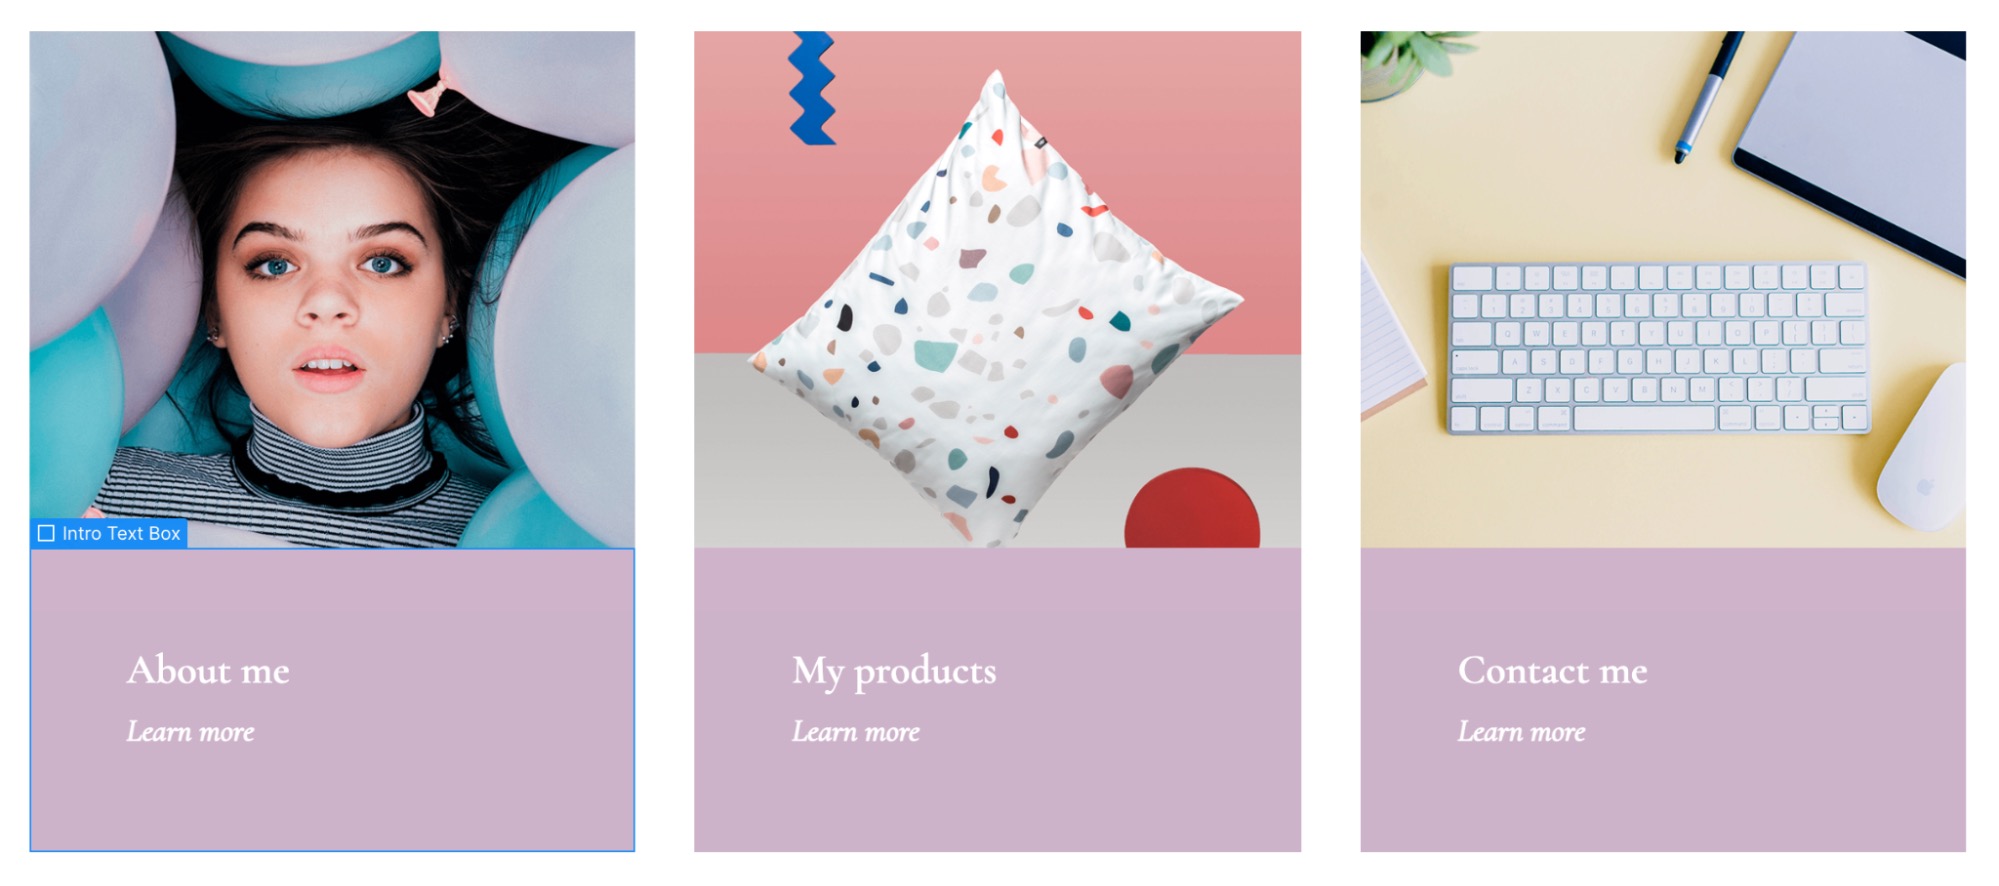 Intro Text Box
About me
Learn more
My products
Learn more
Contact me
Learn more
Q W E R T Y U I O P
A S D F G H J K L
Z X C V B N M